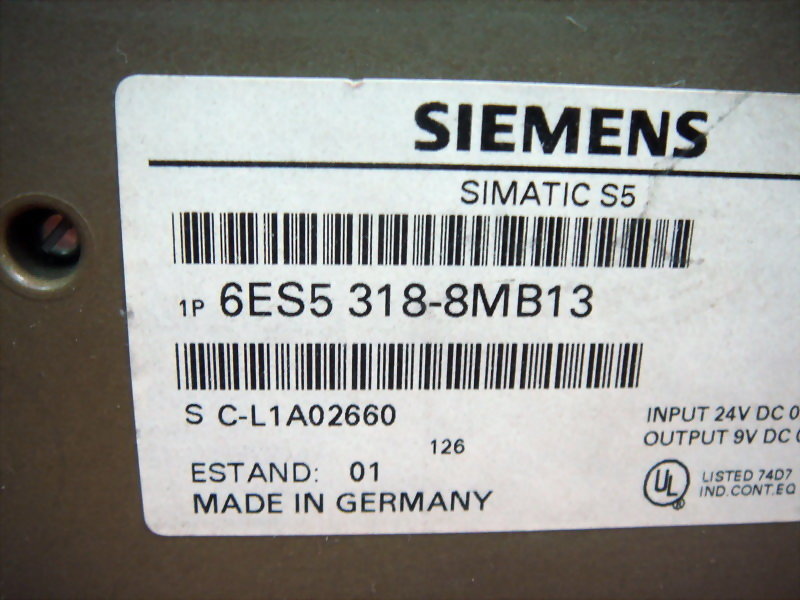 SIEMENS
SIMATIC S5
1P 6ES5 318-8MB13
S C-L1A02660
126
INPUT 24V DC
OUTPUT 9V DC
ESTAND: 01
MADE IN GERMANY
UL
LISTED 74D7
IND.CONT.EQ